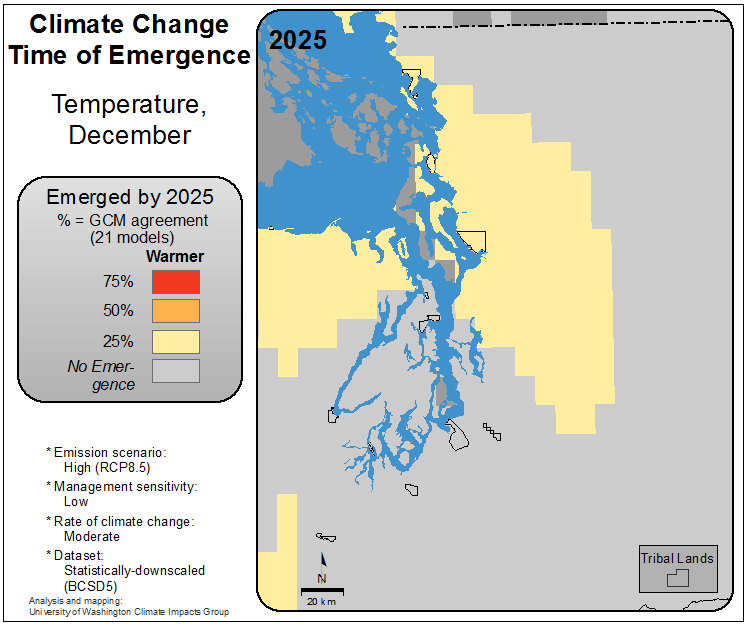 Climate Change
Time of Emergence
Temperature,
December
Emerged by 2025
% = GCM agreement
(21 models)
Warmer
75%
50%
25%
No Emer-
gence
* Emission scenario:
High (RCP8.5)
* Management sensitivity:
Low
* Rate of climate change:
Moderate
* Dataset:
Statistically-downscaled
(BCSD5)
Analysis and mapping:
University of Washington Climate Impacts Group
2025
N
20 km
Tribal Lands